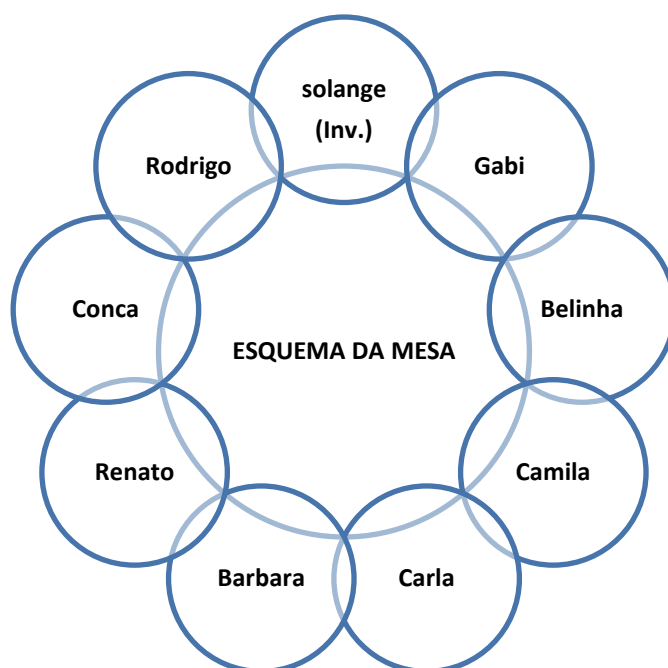 solange
(Inv.)
Rodrigo
Gabi
Conca
Belinha
ESQUEMA DA MESA
Renato
Camila
Barbara
Carla